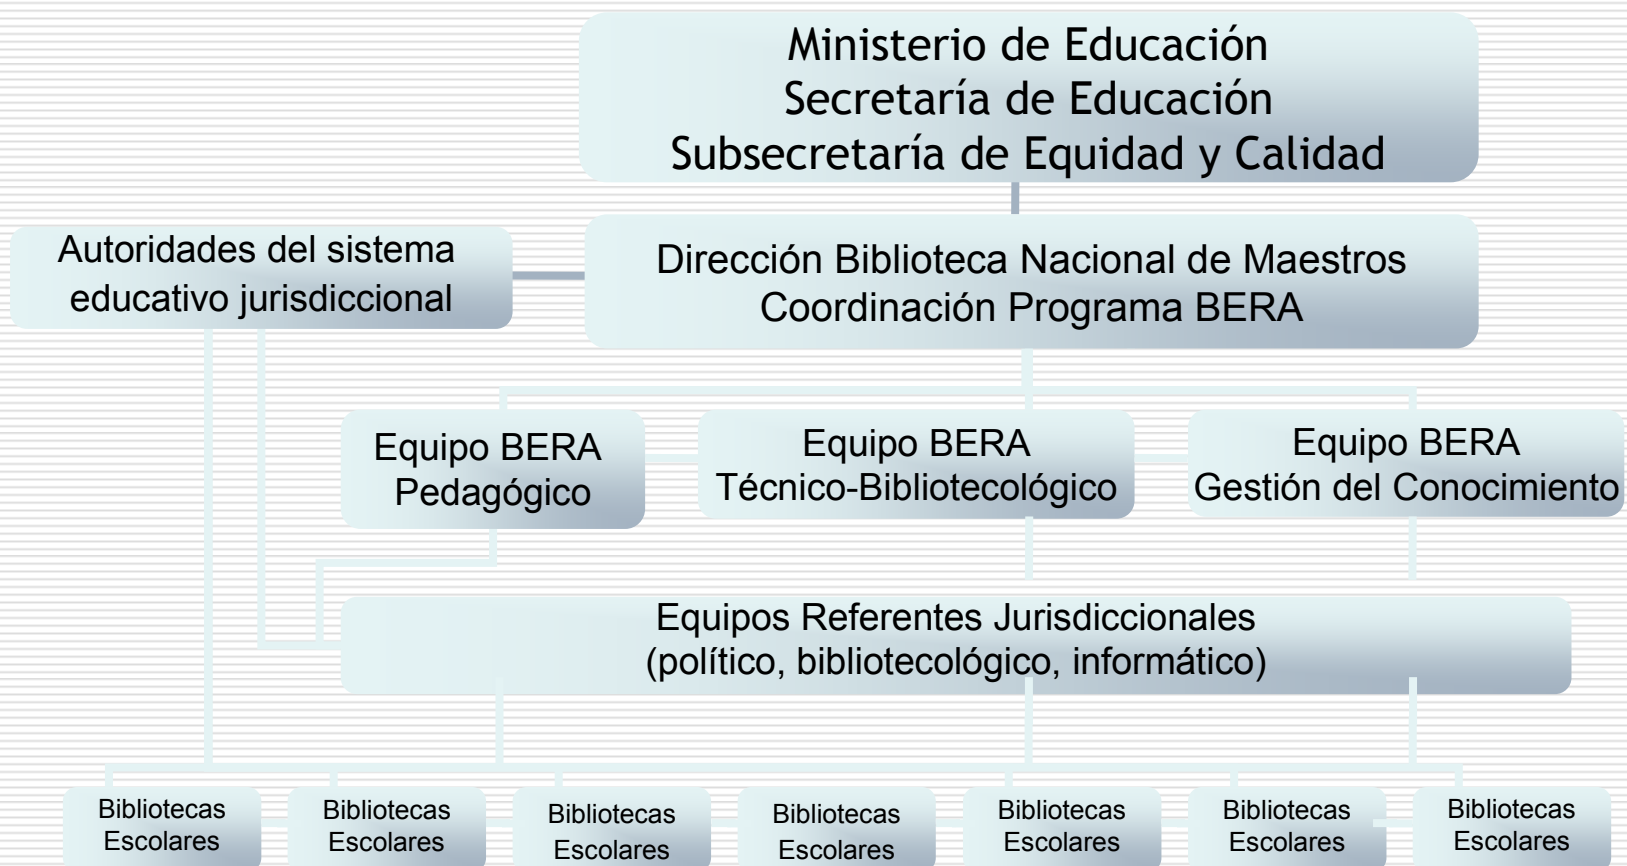 Ministerio de Educación
Secretaría de Educación
Subsecretaría de Equidad y Calidad
Autoridades del sistema
educativo jurisdiccional
Dirección Biblioteca Nacional de Maestros
Coordinación Programa BERA
Equipo BERA
Pedagógico
Equipo BERA
Técnico-Bibliotecológico
Equipo BERA
Gestión del Conocimiento
Equipos Referentes Jurisdiccionales
(político, bibliotecológico, informático)
Bibliotecas
Escolares
Bibliotecas
Escolares
Bibliotecas
Escolares
Bibliotecas
Escolares
Bibliotecas
Escolares
Bibliotecas
Escolares
Bibliotecas
Escolares